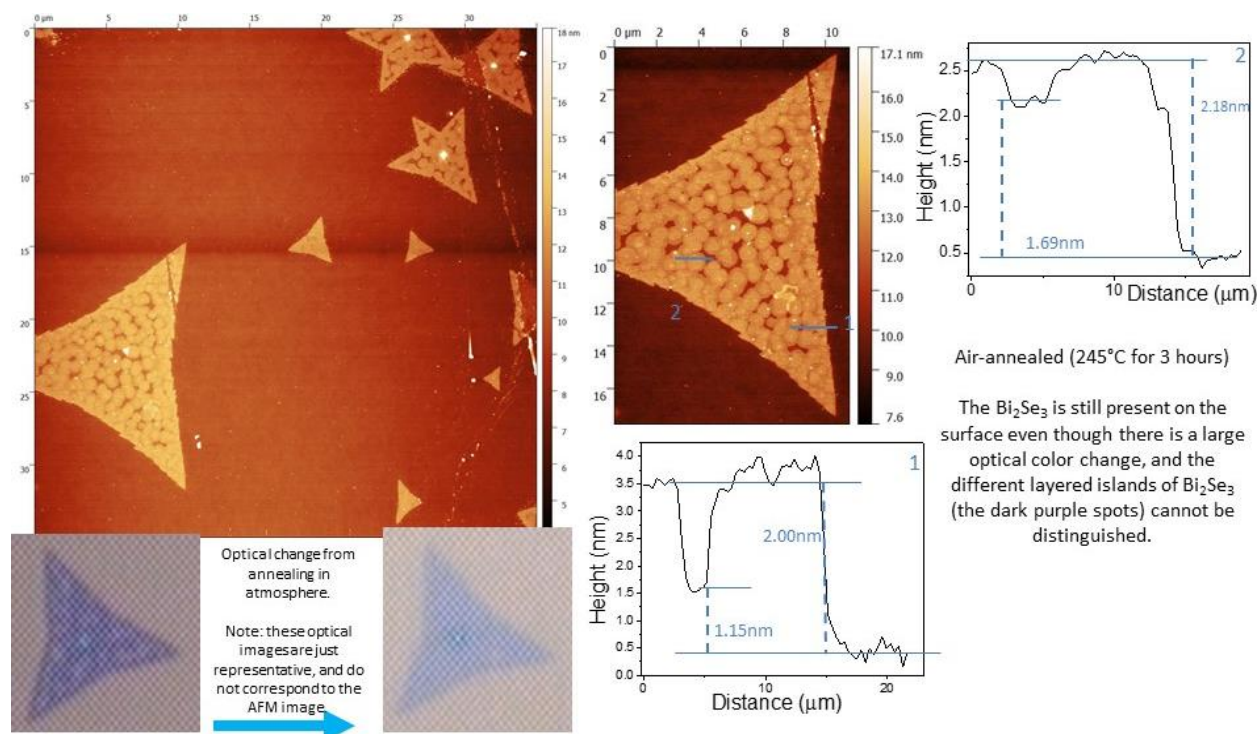 0 µm 10 20 30
18 nm
0
17
16
5
15
14
10
13
12
15
11
20
10
9
25
8
7
30
6
5
0 µm 2 4 6 8 10
17.1 nm
0
16.0
2
15.0
4
14.0
6
13.0
8
12.0
10
11.0
12
10.0
14
9.0
16
7.6
2
1
2
2.5
2.0
1.5
1.0
0.5
Height (nm)
2.18nm
1.69nm
0 10 Distance (µm)
1
4.0
3.5
3.0
2.5
2.0
1.5
1.0
0.5
0.0
Height (nm)
2.00nm
1.15nm
0 10 20
Distance (µm)
Air-annealed (245°C for 3 hours)
The Bi₂Se₃ is still present on the
surface even though there is a large
optical color change, and the
different layered islands of Bi₂Se₃
(the dark purple spots) cannot be
distinguished.
Optical change from
annealing in
atmosphere.
Note: these optical
images are just
representative, and do
not correspond to the
AFM image